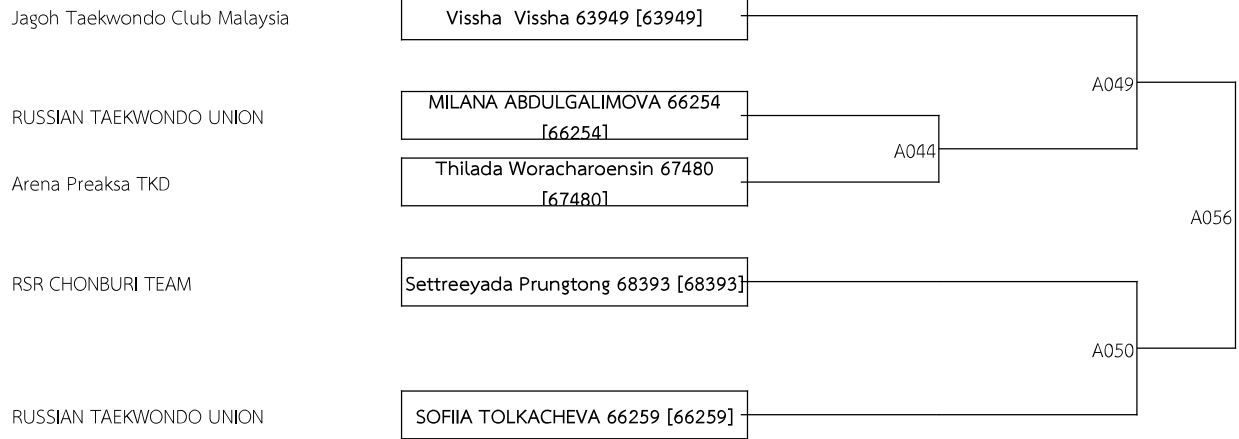 Jagoh Taekwondo Club Malaysia
Vissha  Vissha 63949 [63949]
A049
RUSSIAN TAEKWONDO UNION
MILANA ABDULGALIMOVA 66254
[66254]
A044
Arena Preaksa TKD
Thilada Woracharoensin 67480
[67480]
A056
RSR CHONBURI TEAM
Settreeyada Prungtong 68393 [68393]
A050
RUSSIAN TAEKWONDO UNION
SOFIIA TOLKACHEVA 66259 [66259]